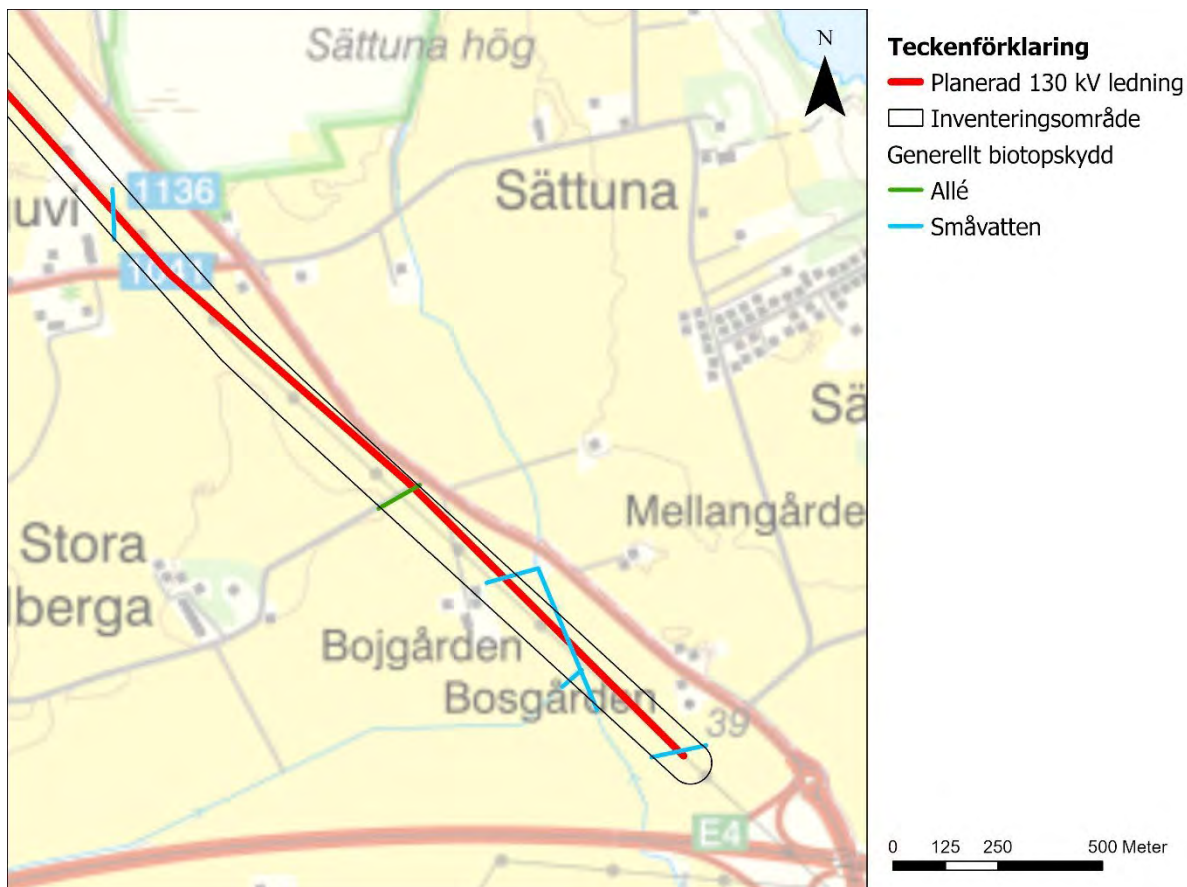 Sättuna hög
N
1136
Sättuna
juvi
1041
Sä
Mellangårde
Stora
lberga
Bojgården
Bosgården
39
E4
Teckenförklaring
Planerad 130 kV ledning
Inventeringsområde
Generellt biotopskydd
Allé
Småvatten
0 125 250 500 Meter